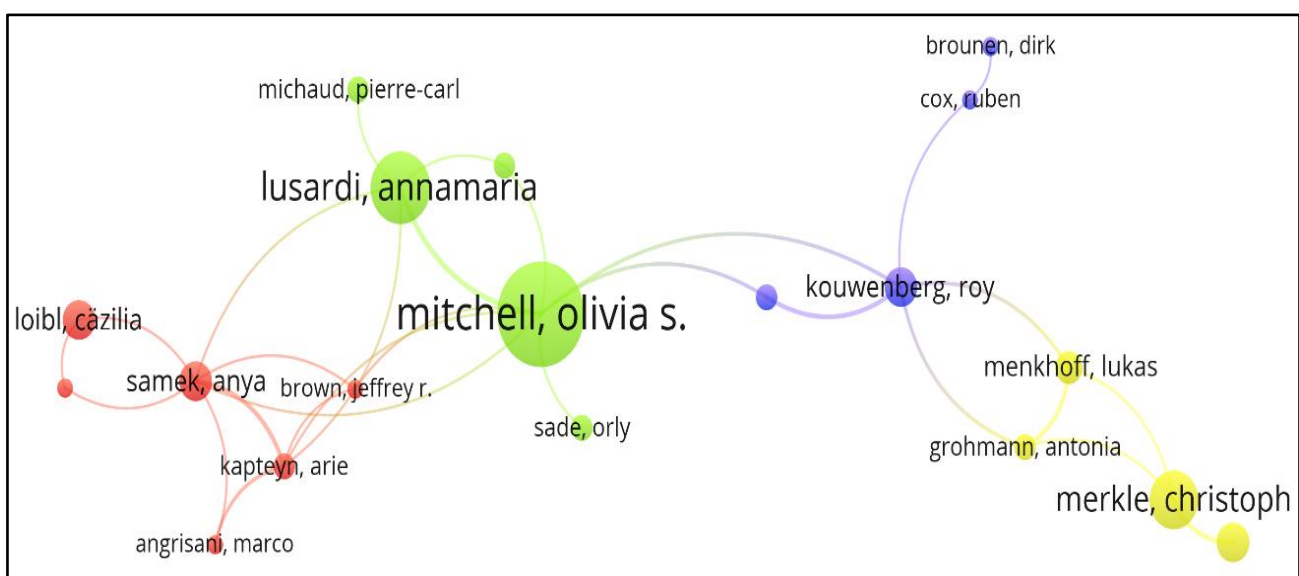 brounen, dirk
michaud, pierre-carl
cox, ruben
lusardi, annamaria
kouwenberg, roy
mitchell, olivia s.
loibl, cäzilia
menkhoff, lukas
samek, anya
brown, jeffrey r.
sade, orly
grohmann, antonia
kapteyn, arie
merkle, christoph
angrisani, marco